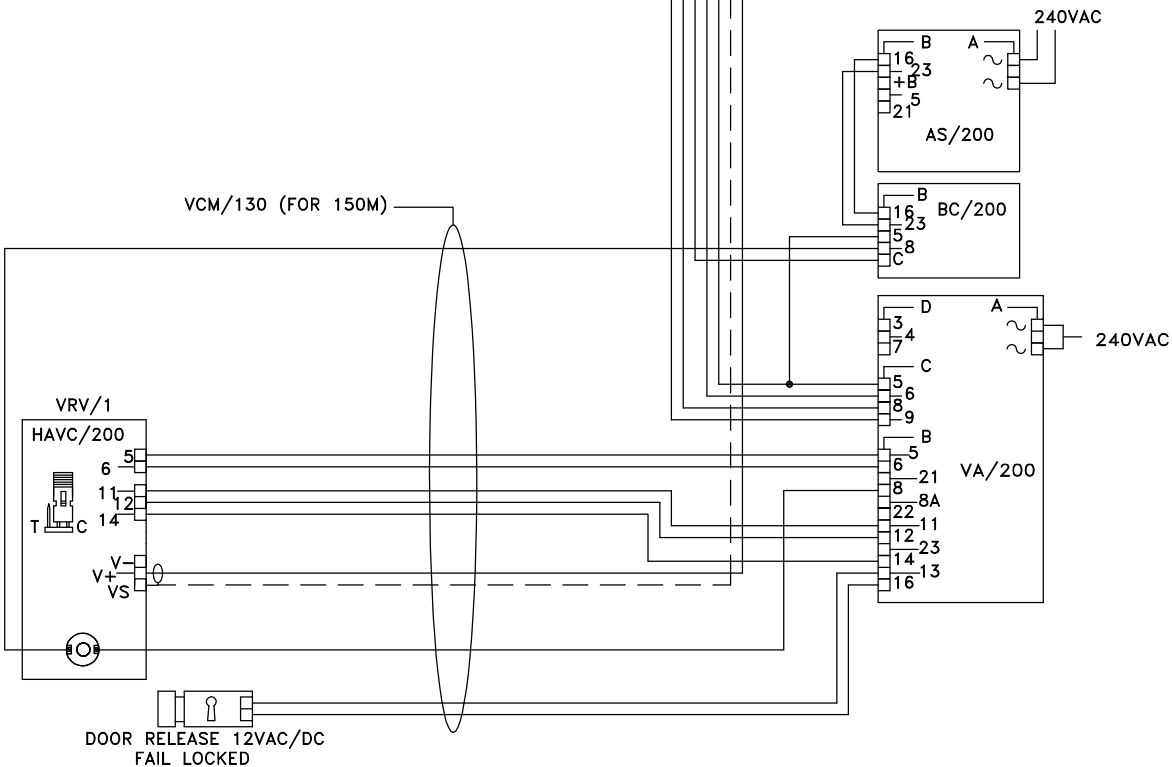 240VAC
B A
16
23
+B
5
21
AS/200
VCM/130 (FOR 150M)
B
16
23
5
8
C
BC/200
D A
3
4
7
240VAC
C
5
6
8
9
B
5
6
21
8
8A
22
11
12
23
14
13
16
VA/200
VRV/1
HAVC/200
5
6
11
12
14
T C
V-
V+
VS
DOOR RELEASE 12VAC/DC
FAIL LOCKED